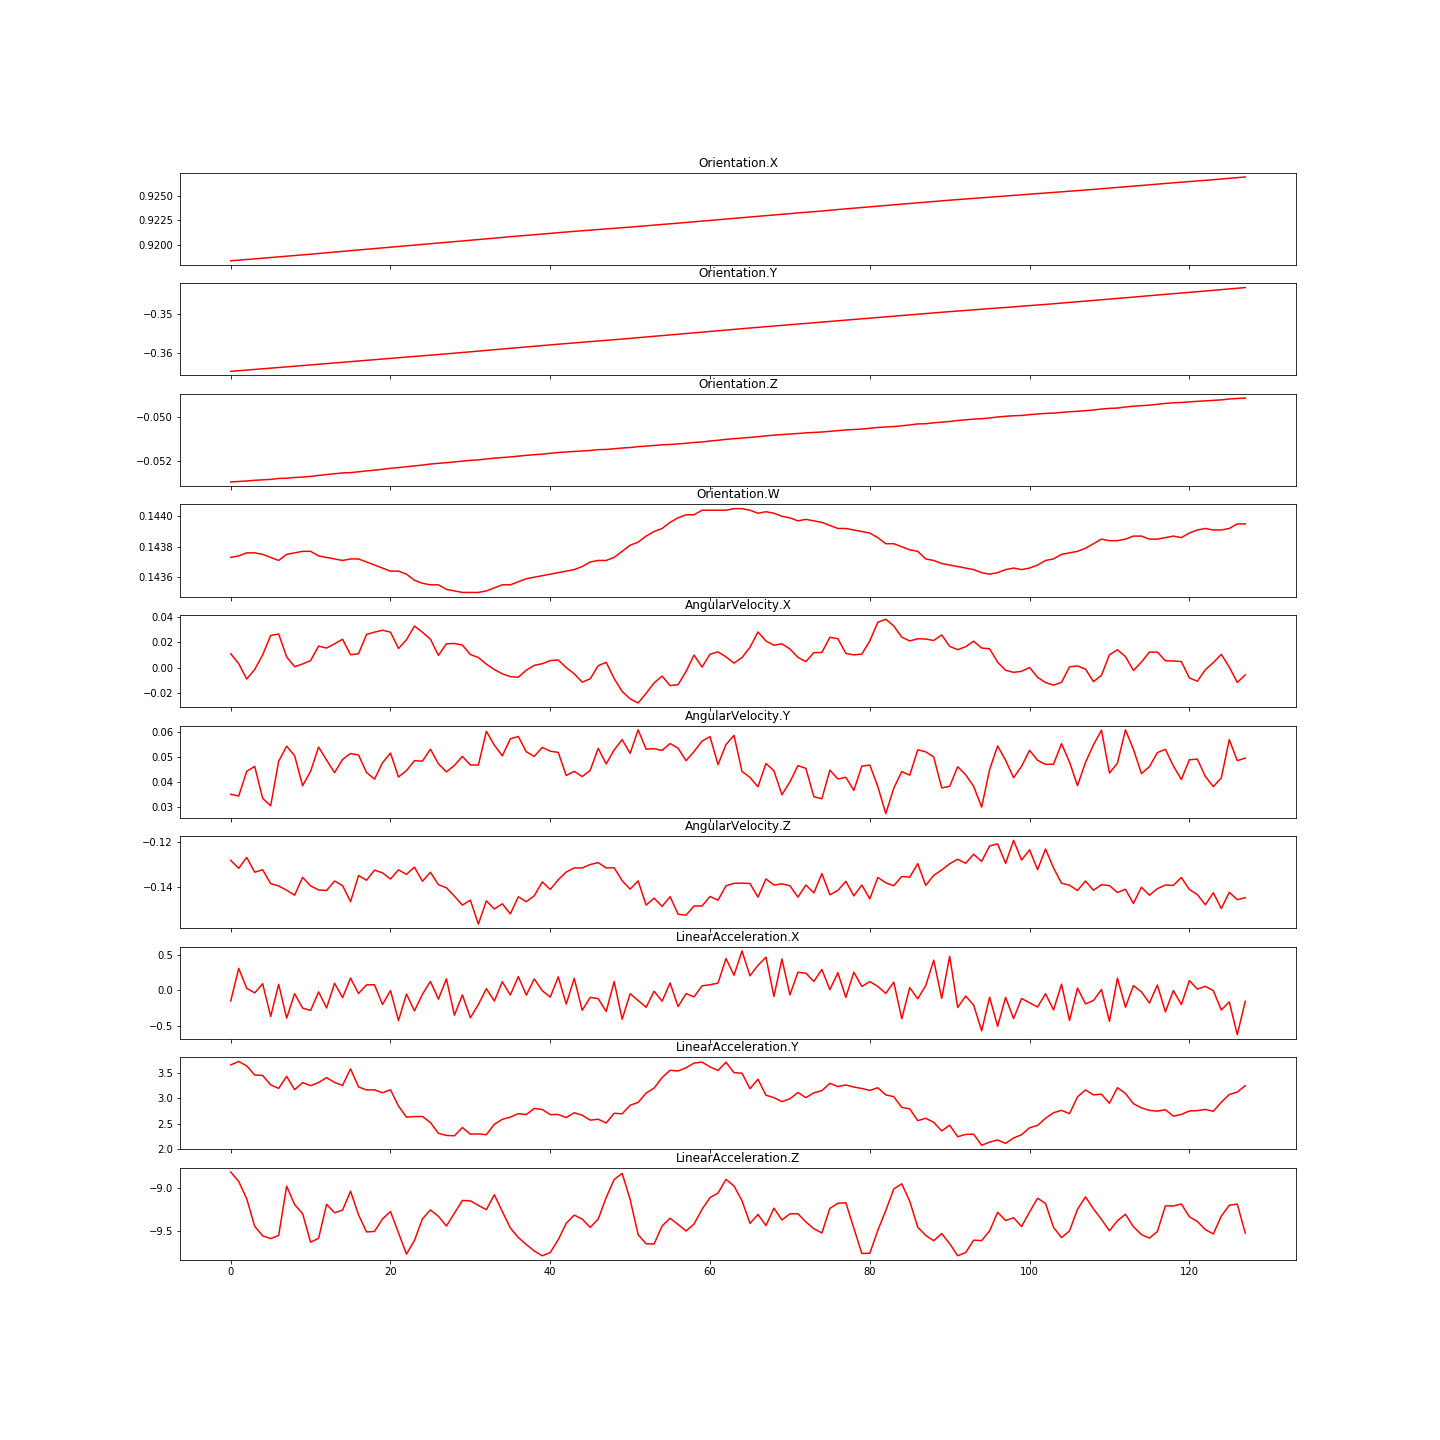 Orientation.X
0.9250
0.9225
0.9200
Orientation.Y
−0.35
−0.36
Orientation.Z
−0.050
−0.052
Orientation.W
0.1440
0.1438
0.1436
AngularVelocity.X
0.04
0.02
0.00
−0.02
AngularVelocity.Y
0.06
0.05
0.04
0.03
AngularVelocity.Z
−0.12
−0.14
LinearAcceleration.X
0.5
0.0
−0.5
LinearAcceleration.Y
3.5
3.0
2.5
2.0
LinearAcceleration.Z
−9.0
−9.5
0 20 40 60 80 100 120